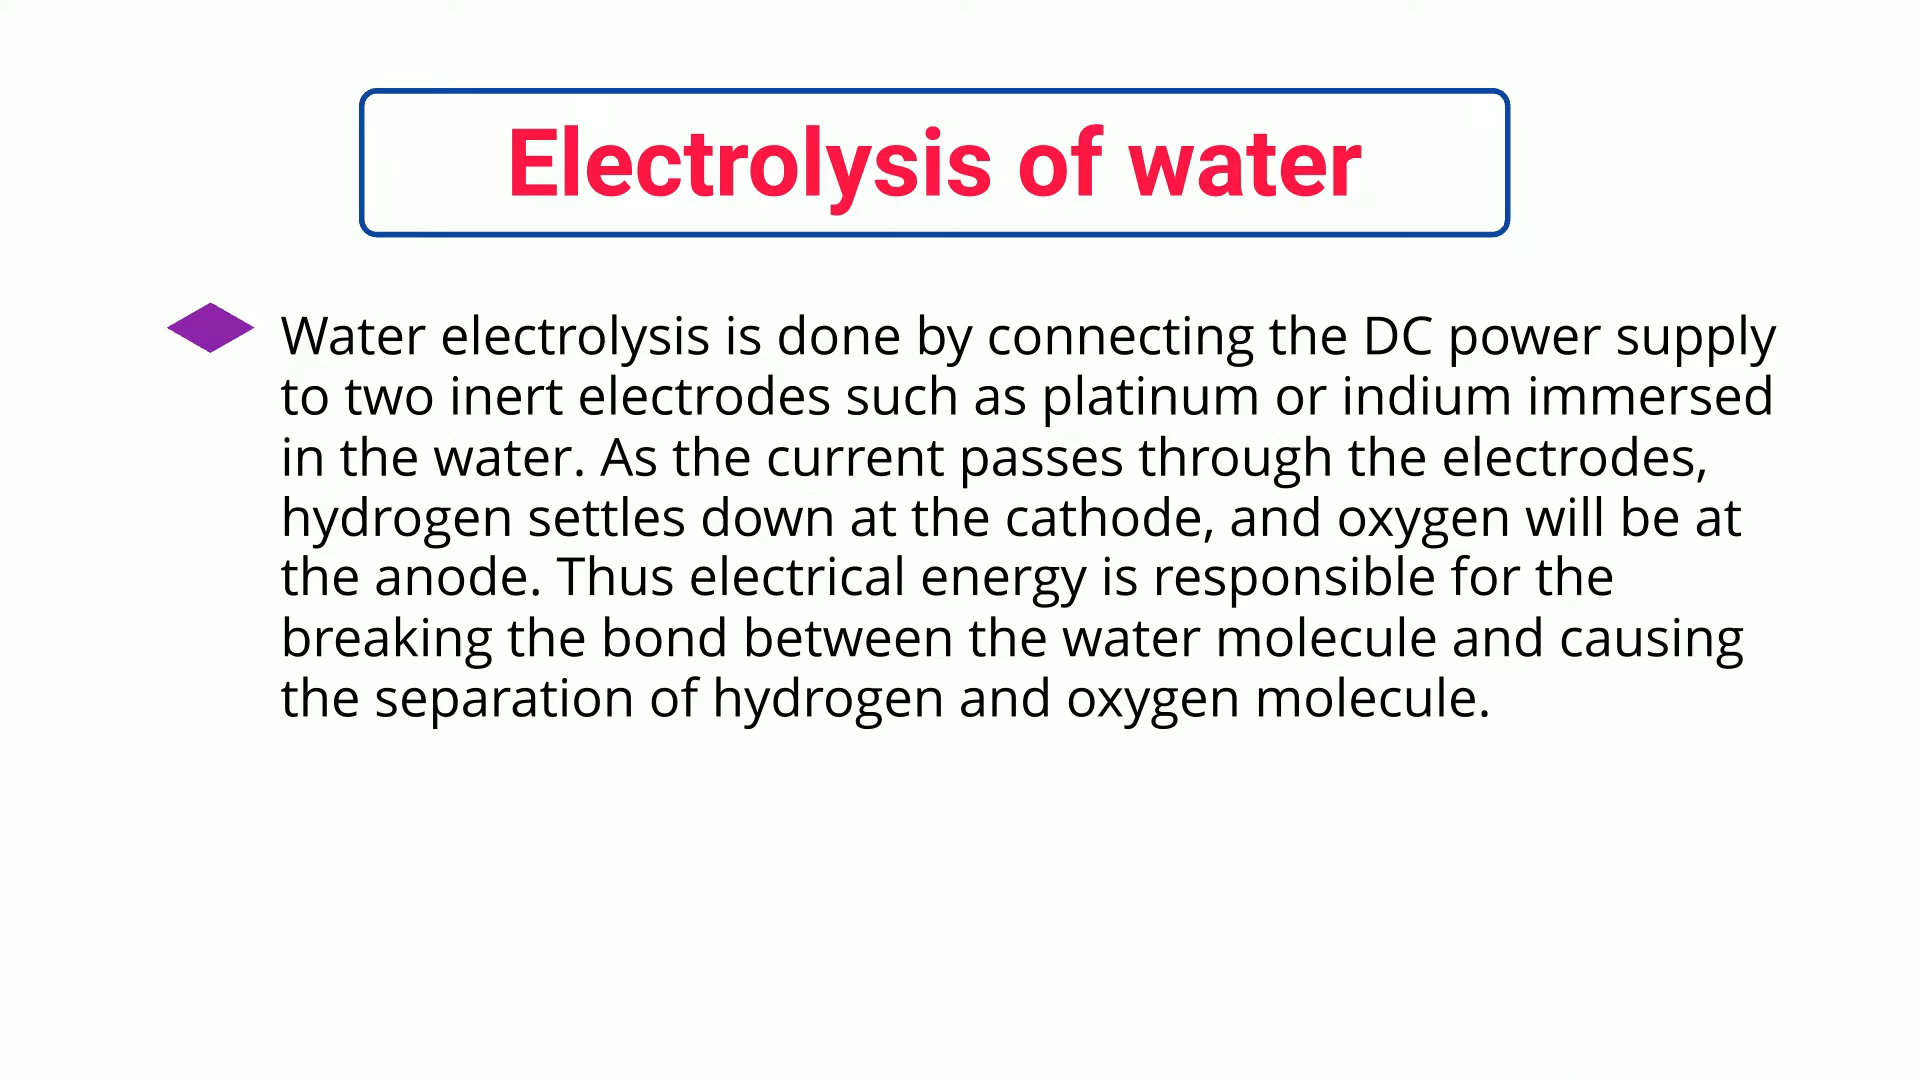 Electrolysis of water
Water electrolysis is done by connecting the DC power supply
to two inert electrodes such as platinum or indium immersed
in the water. As the current passes through the electrodes,
hydrogen settles down at the cathode, and oxygen will be at
the anode. Thus electrical energy is responsible for the
breaking the bond between the water molecule and causing
the separation of hydrogen and oxygen molecule.